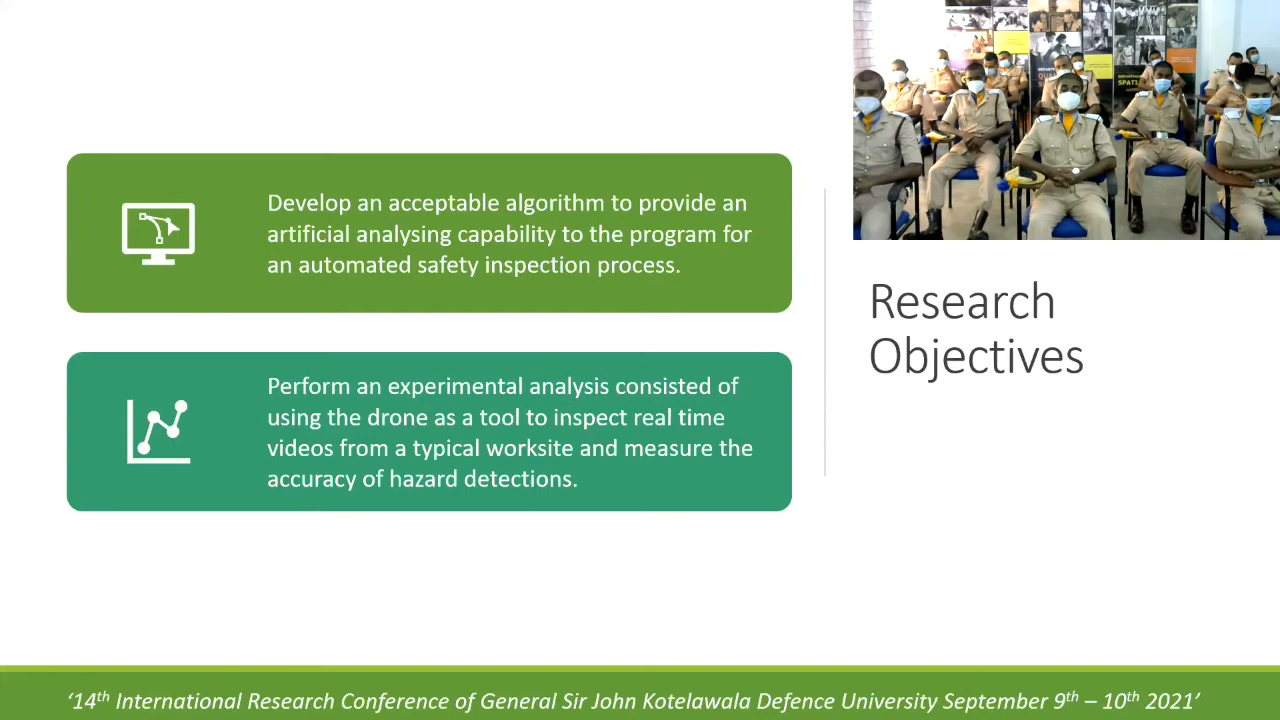 Develop an acceptable algorithm to provide an
artificial analysing capability to the program for
an automated safety inspection process.
Perform an experimental analysis consisted of
using the drone as a tool to inspect real time
videos from a typical worksite and measure the
accuracy of hazard detections.
Research
Objectives
‘14th International Research Conference of General Sir John Kotelawala Defence University September 9th – 10th 2021’